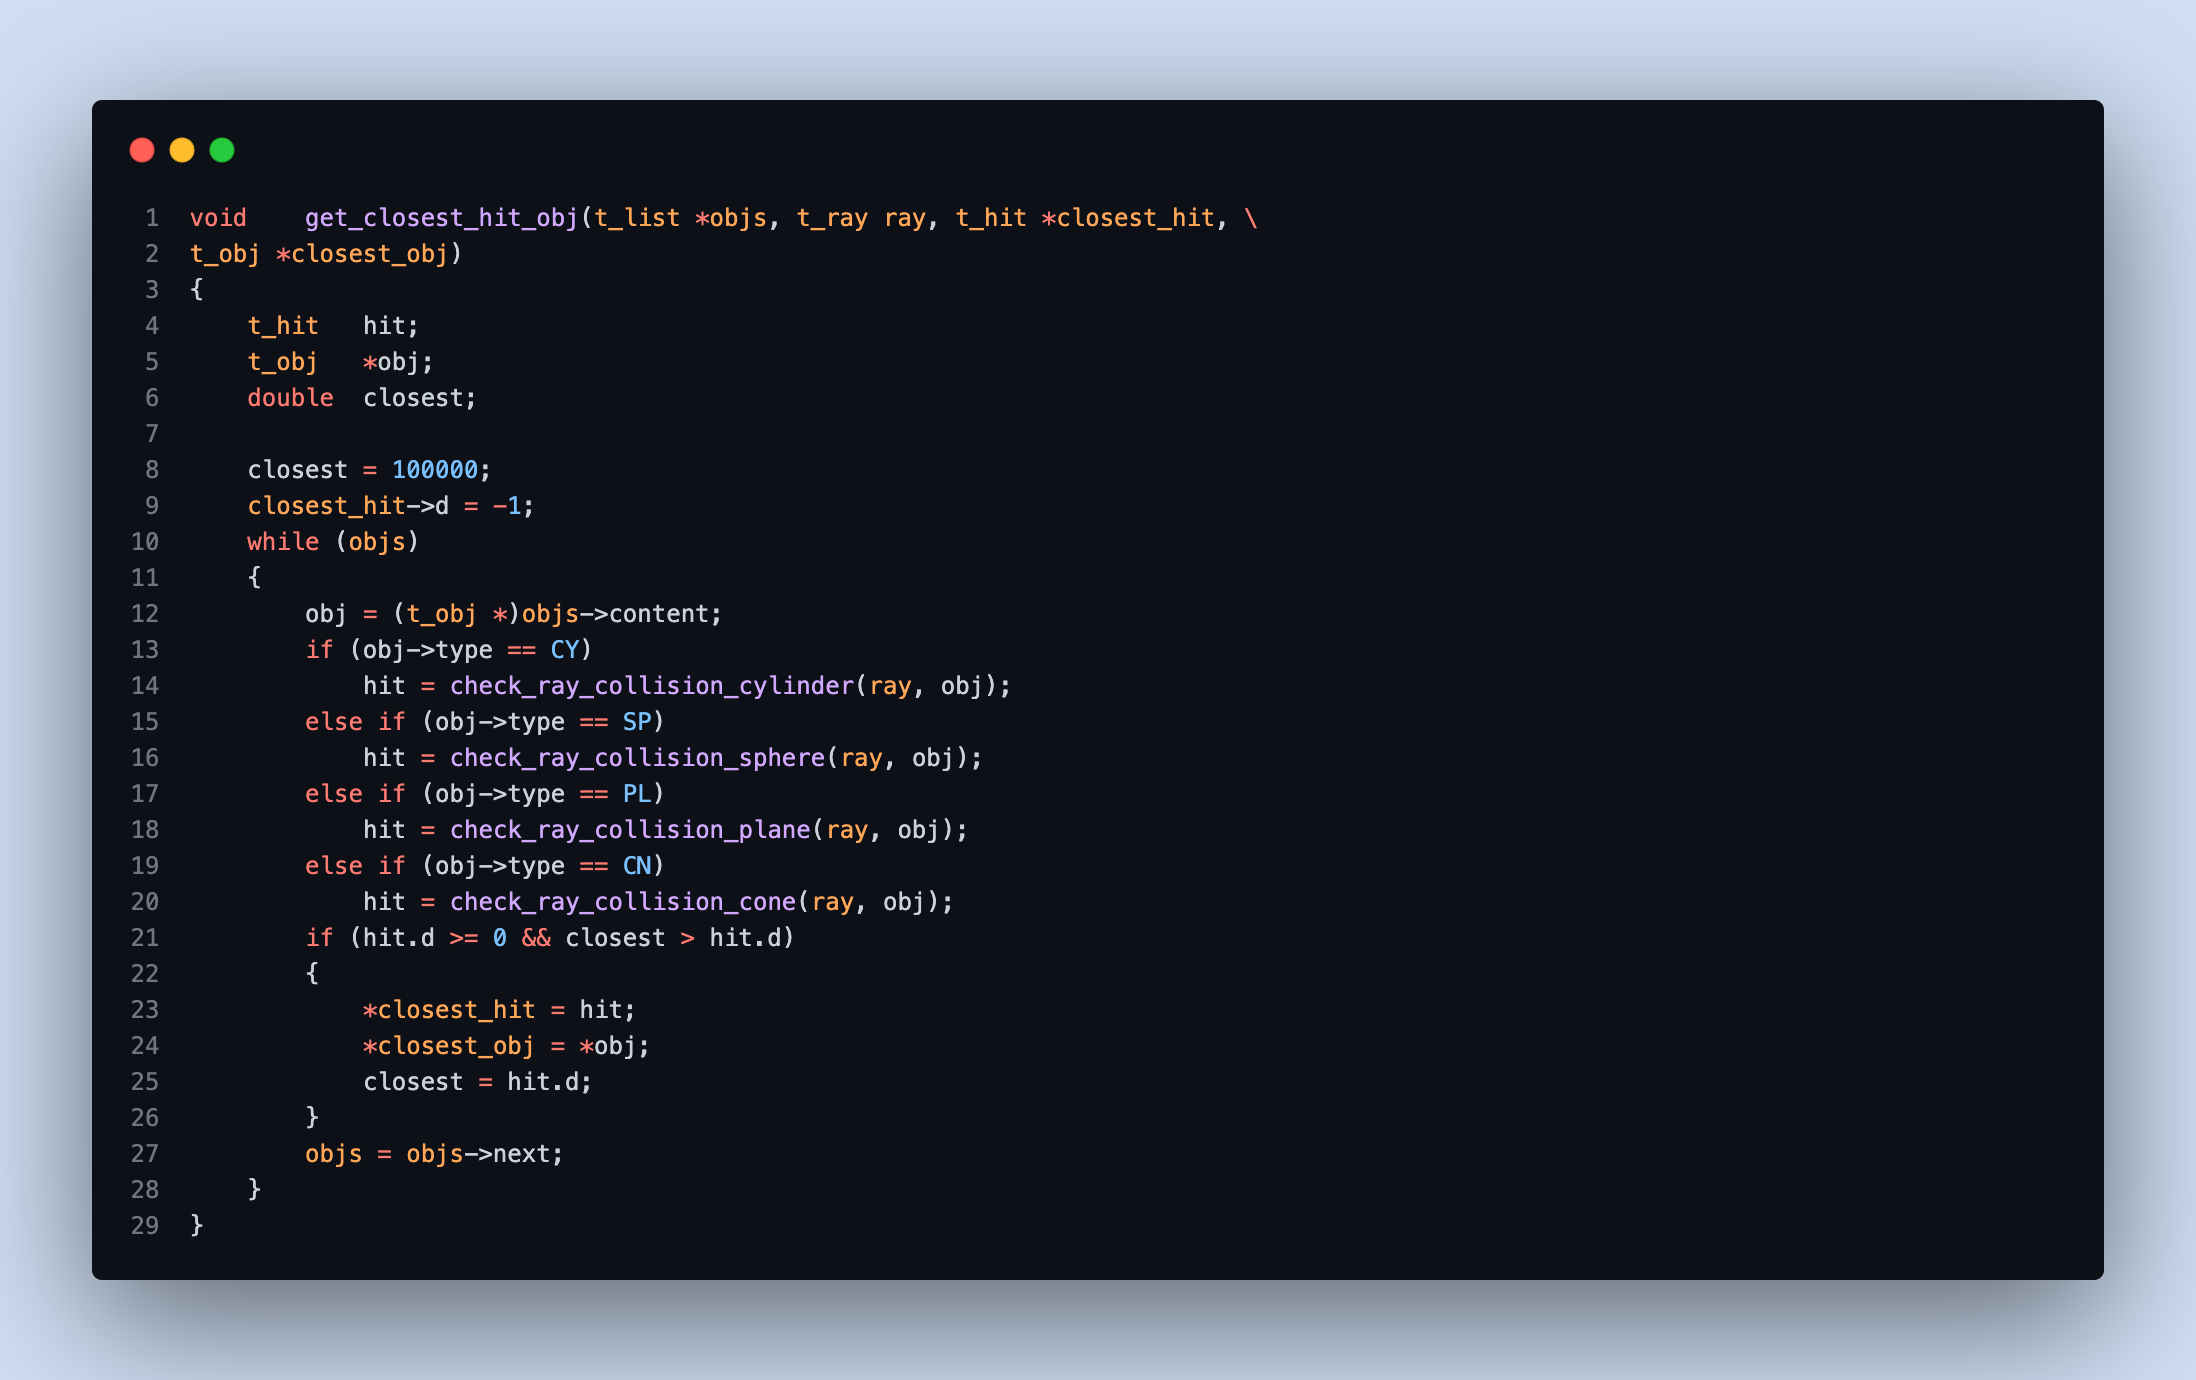 1 void    get_closest_hit_obj(t_list *objs, t_ray ray, t_hit *closest_hit, \
2 t_obj *closest_obj)
3 {
4     t_hit   hit;
5     t_obj   *obj;
6     double  closest;
7
8     closest = 100000;
9     closest_hit->d = -1;
10     while (objs)
11     {
12         obj = (t_obj *)objs->content;
13         if (obj->type == CY)
14             hit = check_ray_collision_cylinder(ray, obj);
15         else if (obj->type == SP)
16             hit = check_ray_collision_sphere(ray, obj);
17         else if (obj->type == PL)
18             hit = check_ray_collision_plane(ray, obj);
19         else if (obj->type == CN)
20             hit = check_ray_collision_cone(ray, obj);
21         if (hit.d >= 0 && closest > hit.d)
22         {
23             *closest_hit = hit;
24             *closest_obj = *obj;
25             closest = hit.d;
26         }
27         objs = objs->next;
28     }
29 }